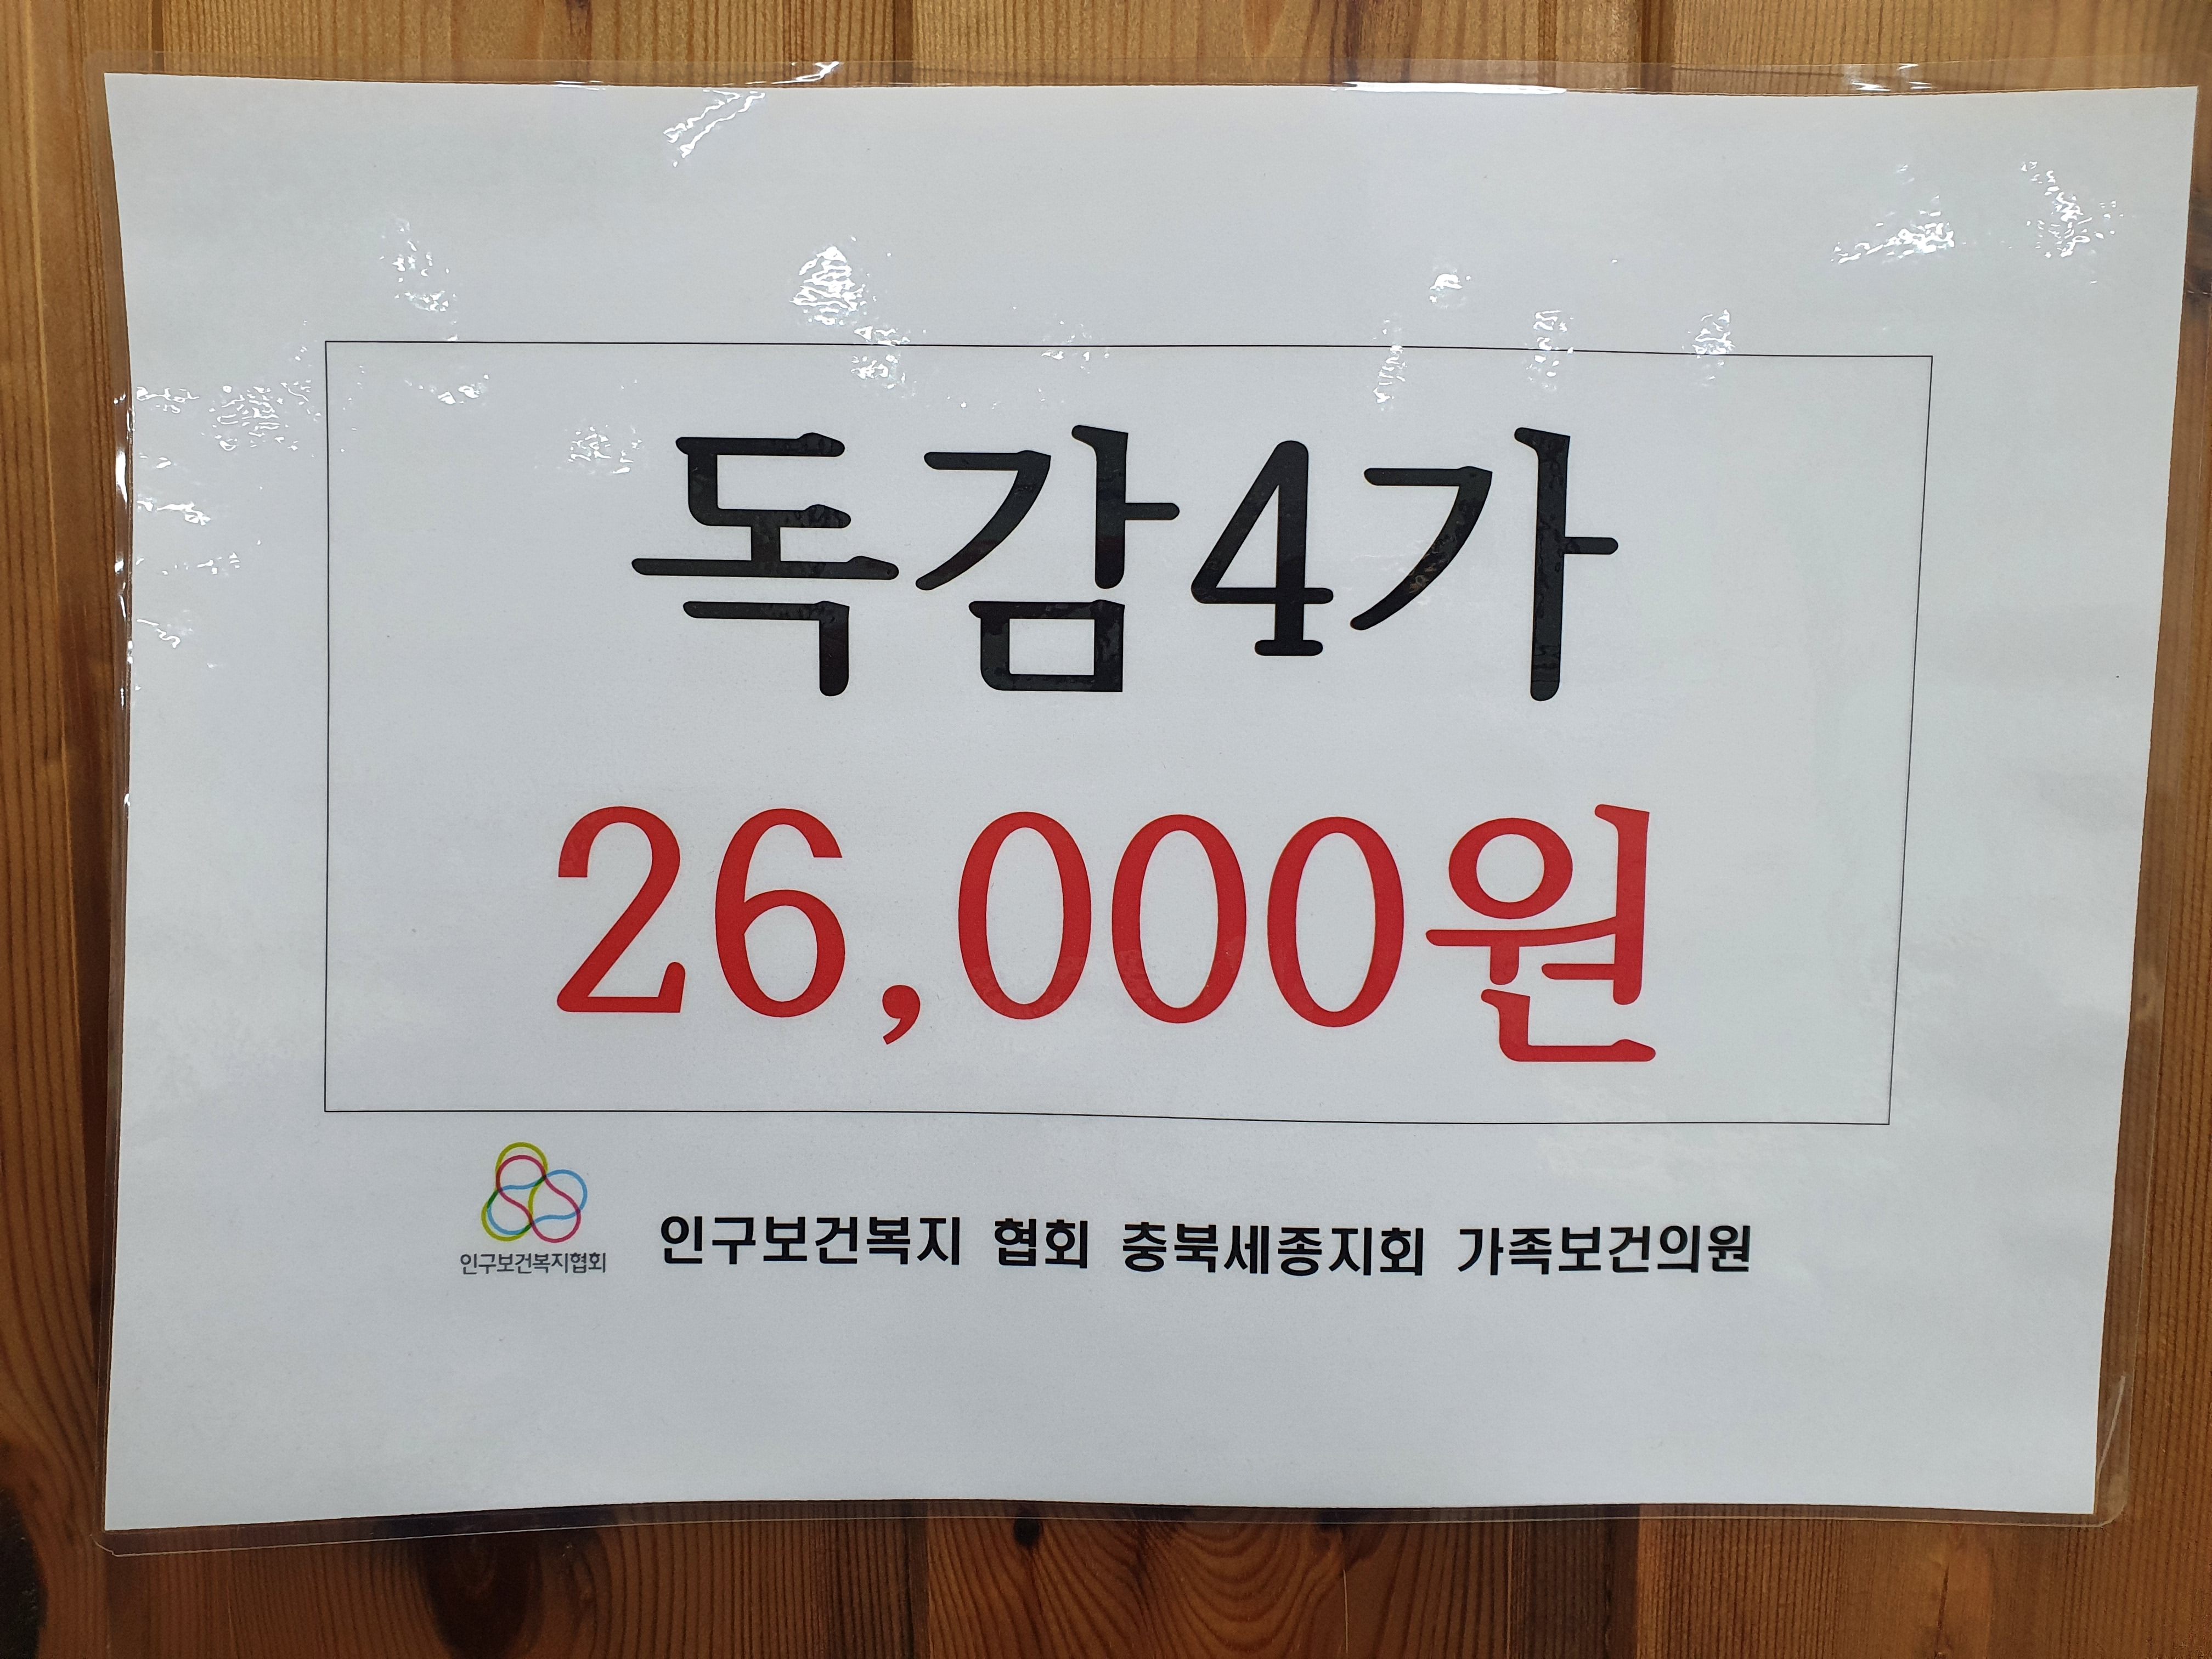 독감4가
26,000원
인구보건복지협회
인구보건복지 협회 충북세종지회 가족보건의원